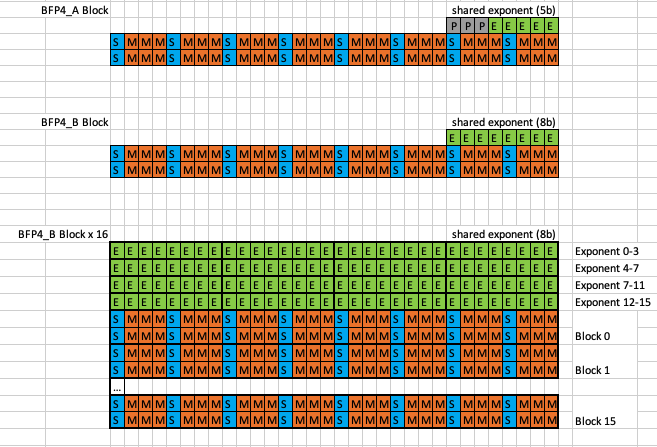 BFP4_A Block shared exponent (5b)
P P P E E E E E
S M M M S M M M S M M M S M M M S M M M S M M M S M M M S M M M
S M M M S M M M S M M M S M M M S M M M S M M M S M M M S M M M
BFP4_B Block shared exponent (8b)
E E E E E E E E
S M M M S M M M S M M M S M M M S M M M S M M M S M M M S M M M
S M M M S M M M S M M M S M M M S M M M S M M M S M M M S M M M
BFP4_B Block x 16 shared exponent (8b)
E E E E E E E E E E E E E E E E E E E E E E E E E E E E E E E E Exponent 0-3
E E E E E E E E E E E E E E E E E E E E E E E E E E E E E E E E Exponent 4-7
E E E E E E E E E E E E E E E E E E E E E E E E E E E E E E E E Exponent 7-11
E E E E E E E E E E E E E E E E E E E E E E E E E E E E E E E E Exponent 12-15
S M M M S M M M S M M M S M M M S M M M S M M M S M M M S M M M
S M M M S M M M S M M M S M M M S M M M S M M M S M M M S M M M Block 0
S M M M S M M M S M M M S M M M S M M M S M M M S M M M S M M M
S M M M S M M M S M M M S M M M S M M M S M M M S M M M S M M M Block 1
...
S M M M S M M M S M M M S M M M S M M M S M M M S M M M S M M M
S M M M S M M M S M M M S M M M S M M M S M M M S M M M S M M M Block 15